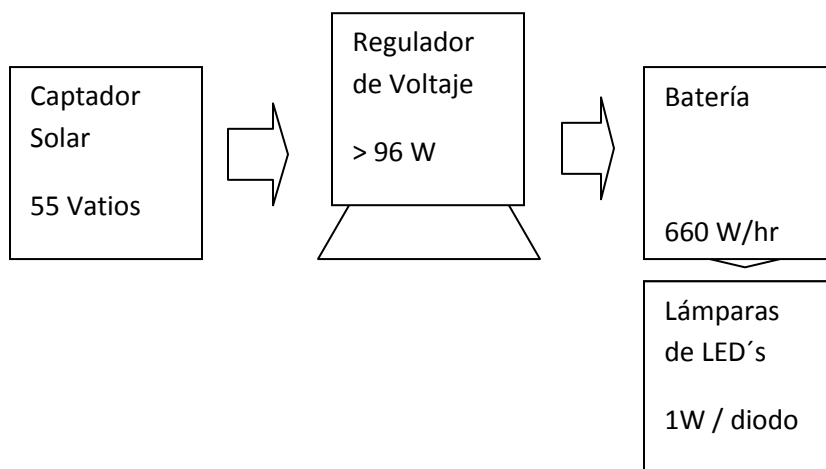 Captador
Solar
55 Vatios
Regulador
de Voltaje
> 96 W
Batería
660 W/hr
Lámparas
de LED´s
1W / diodo